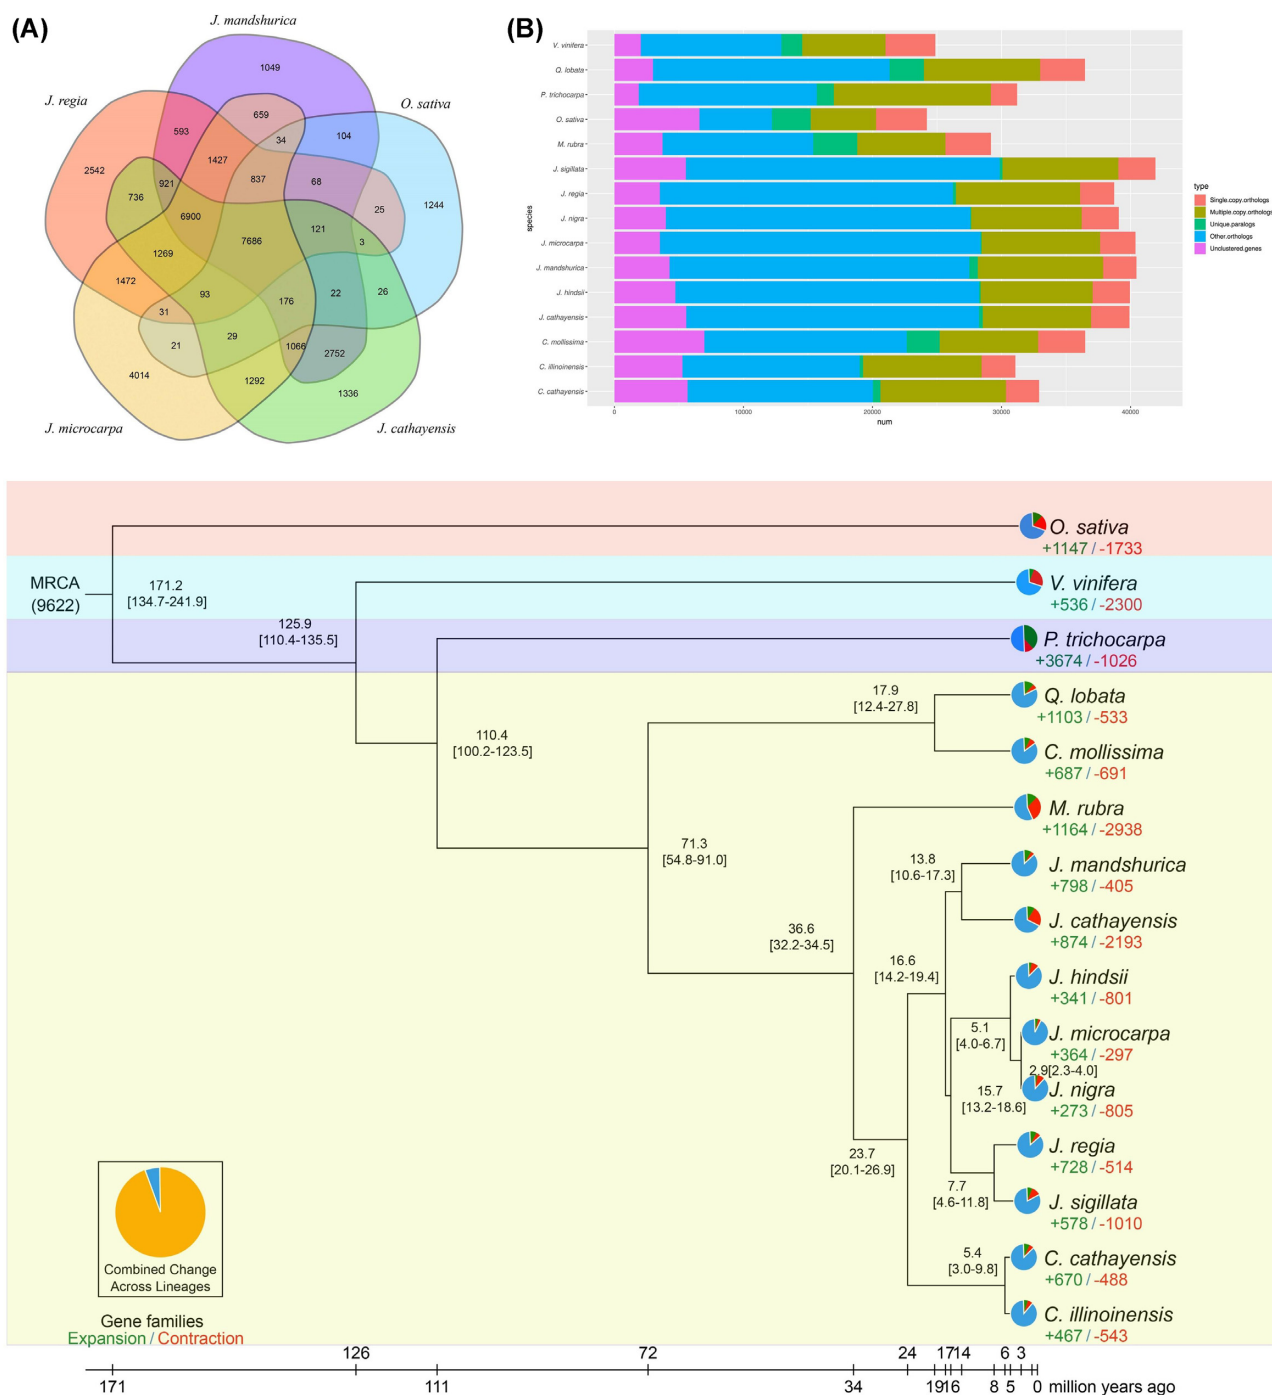 (A)
J. mandshurica
J. regia
O. sativa
J. microcarpa
J. cathayensis
1049
659
593
34
104
1427
2542
921
837
68
736
25
1244
6900
121
7686
3
1269
1472
93
176
22
26
31
29
21
1066
2752
4014
1292
1336
(B)
species
V. vinifera
Q. lobata
P. trichocarpa
O. sativa
M. rubra
J. sigillata
J. regia
J. nigra
J. microcarpa
J. mandshurica
J. hindsii
J. cathayensis
C. mollissima
C. illinoinensis
C. cathayensis
0 10000 20000 30000 40000
num
type
Single.copy.orthologs
Multiple.copy.orthologs
Unique.paralogs
Other.orthologs
Unclustered.genes
MRCA
(9622)
171.2
[134.7-241.9]
125.9
[110.4-135.5]
110.4
[100.2-123.5]
71.3
[54.8-91.0]
17.9
[12.4-27.8]
36.6
[32.2-34.5]
13.8
[10.6-17.3]
16.6
[14.2-19.4]
5.1
[4.0-6.7]
2.9[2.3-4.0]
15.7
[13.2-18.6]
23.7
[20.1-26.9]
7.7
[4.6-11.8]
5.4
[3.0-9.8]
O. sativa
+1147 / -1733
V. vinifera
+536 / -2300
P. trichocarpa
+3674 / -1026
Q. lobata
+1103 / -533
C. mollissima
+687 / -691
M. rubra
+1164 / -2938
J. mandshurica
+798 / -405
J. cathayensis
+874 / -2193
J. hindsii
+341 / -801
J. microcarpa
+364 / -297
J. nigra
+273 / -805
J. regia
+728 / -514
J. sigillata
+578 / -1010
C. cathayensis
+670 / -488
C. illinoinensis
+467 / -543
Combined Change
Across Lineages
Gene families
Expansion / Contraction
126 72 24 1714 6 3
171 111 34 1916 8 5 0 million years ago